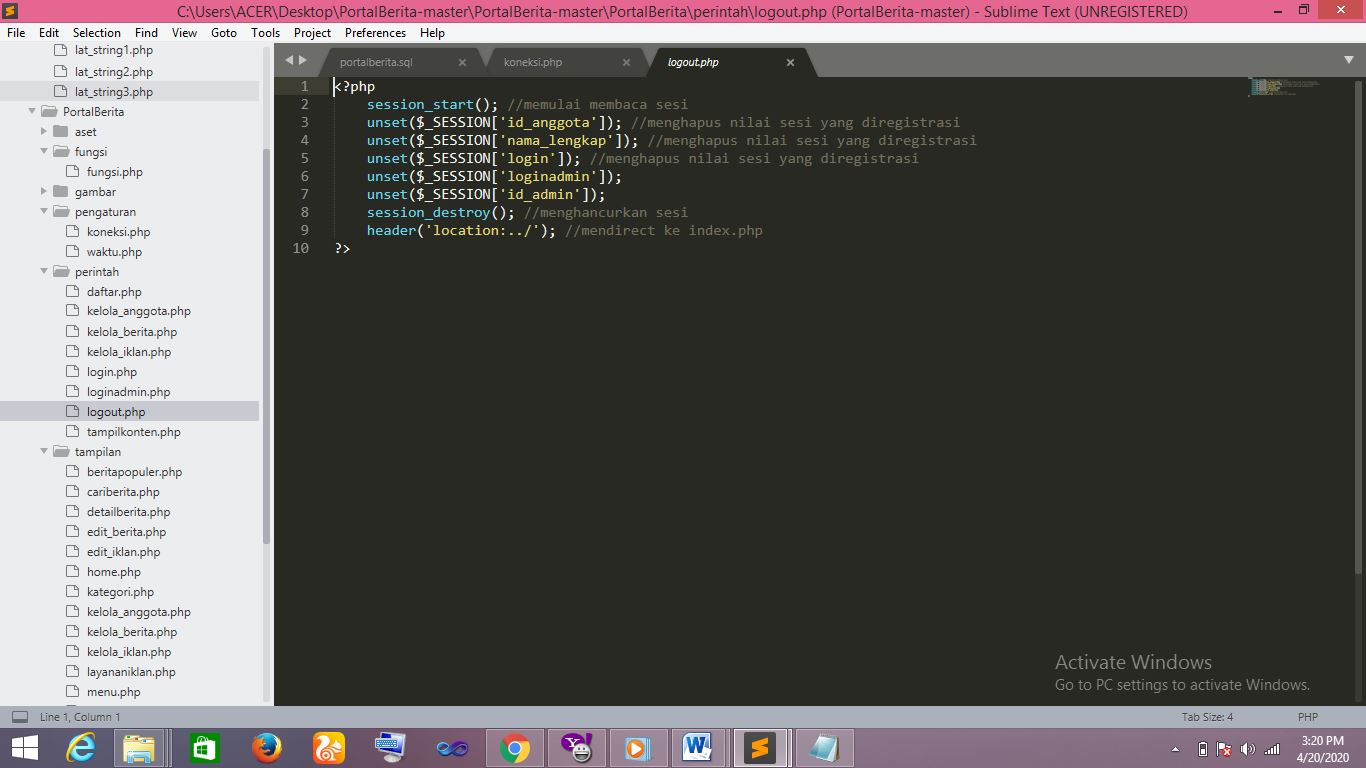 C:\Users\ACER\Desktop\PortalBerita-master\PortalBerita-master\PortalBerita\perintah\logout.php (PortalBerita-master) - Sublime Text (UNREGISTERED)
File Edit Selection Find View Goto Tools Project Preferences Help
lat_string1.php
lat_string2.php
lat_string3.php
PortalBerita
aset
fungsi
fungsi.php
gambar
pengaturan
koneksi.php
waktu.php
perintah
daftar.php
kelola_anggota.php
kelola_berita.php
kelola_iklan.php
login.php
loginadmin.php
logout.php
tampilkonten.php
tampilan
beritapopuler.php
cariberita.php
detailberita.php
edit_berita.php
edit_iklan.php
home.php
kategori.php
kelola_anggota.php
kelola_berita.php
kelola_iklan.php
layananiklan.php
menu.php
portalberita.sql koneksi.php logout.php
1 <?php
2 session_start(); //memulai membaca sesi
3 unset($_SESSION['id_anggota']); //menghapus nilai sesi yang diregistrasi
4 unset($_SESSION['nama_lengkap']); //menghapus nilai sesi yang diregistrasi
5 unset($_SESSION['login']); //menghapus nilai sesi yang diregistrasi
6 unset($_SESSION['loginadmin']);
7 unset($_SESSION['id_admin']);
8 session_destroy(); //menghancurkan sesi
9 header('location:../'); //mendirect ke index.php
10 ?>
Activate Windows
Go to PC settings to activate Windows.
Line 1, Column 1 Tab Size: 4 PHP
3:20 PM
4/20/2020